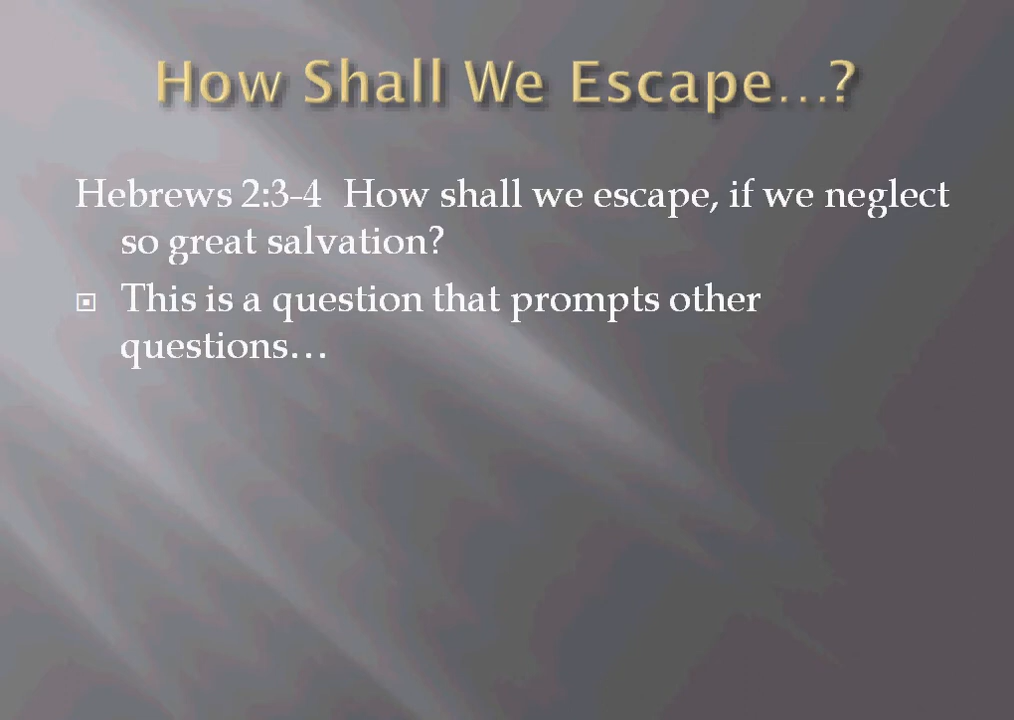 How Shall We Escape…?
Hebrews 2:3-4  How shall we escape, if we neglect
so great salvation?
This is a question that prompts other
questions…